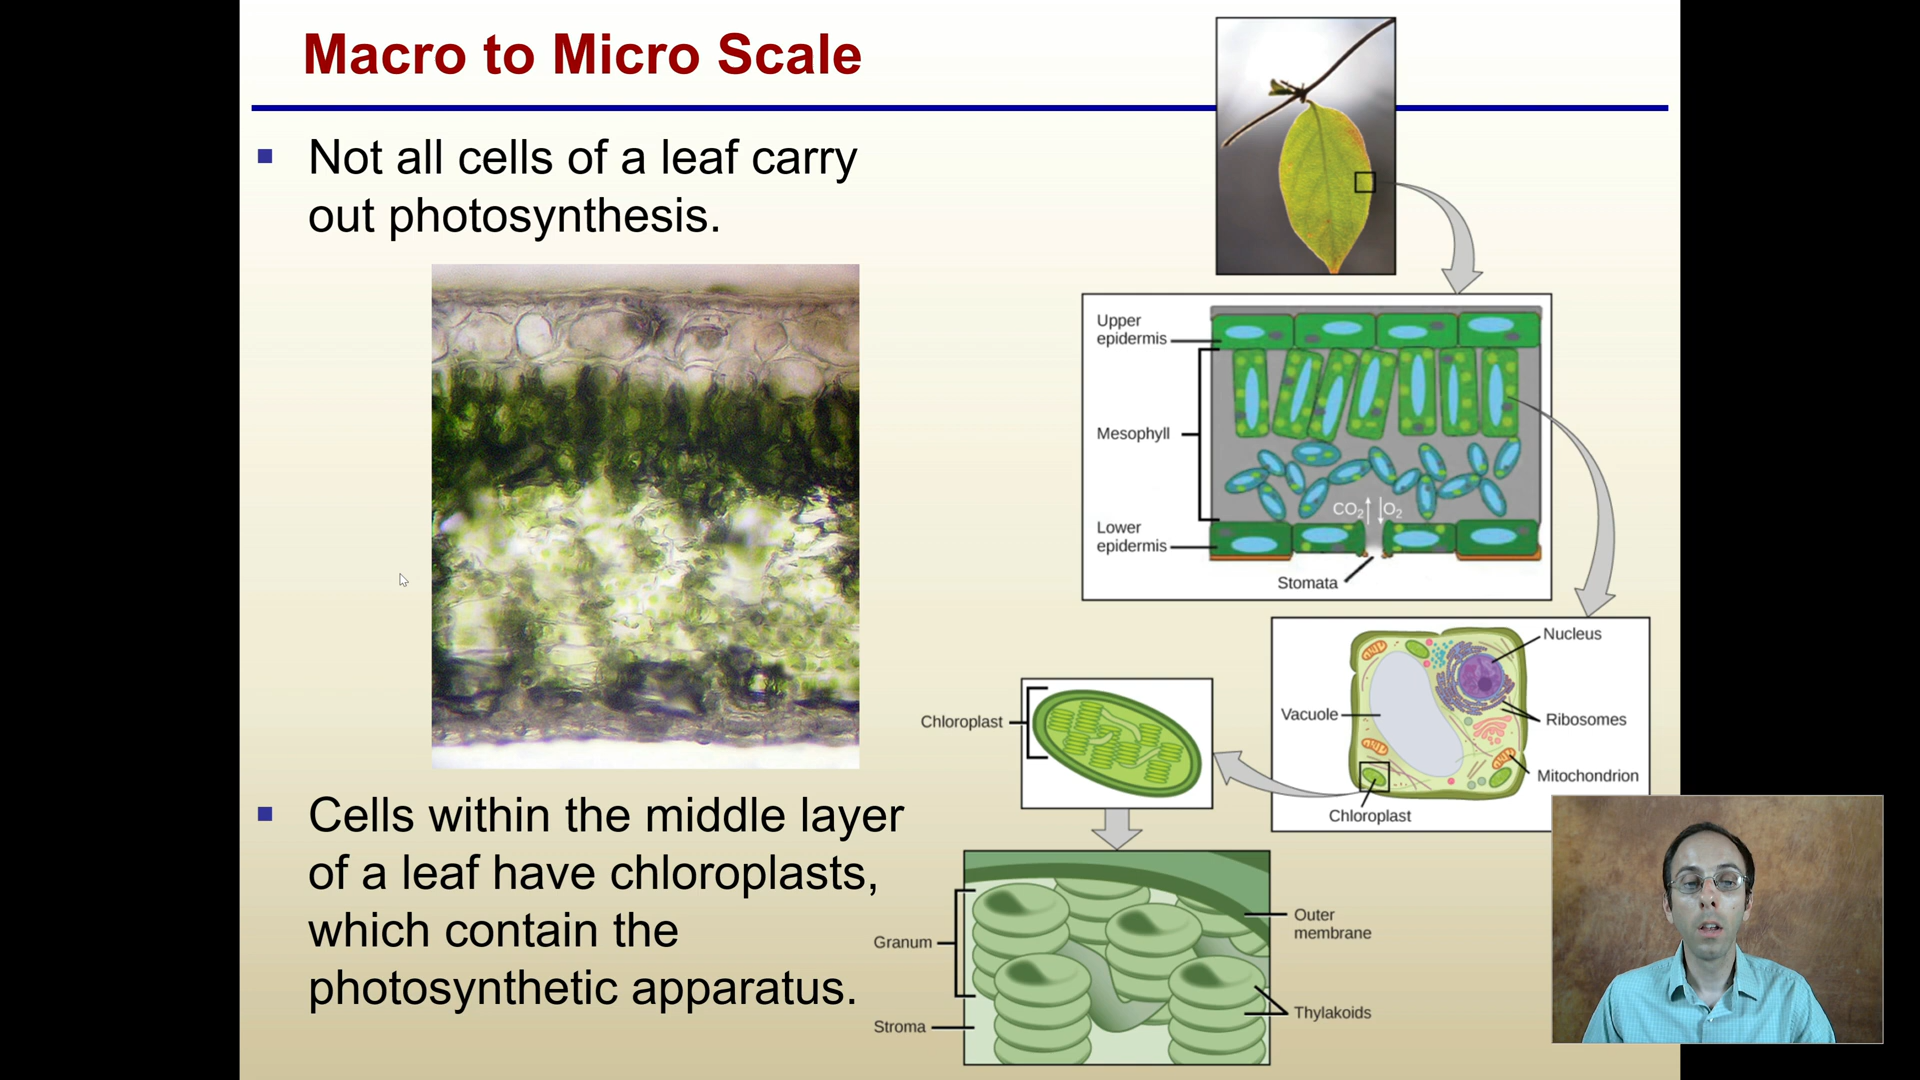 Macro to Micro Scale
Not all cells of a leaf carry
out photosynthesis.
Cells within the middle layer
of a leaf have chloroplasts,
which contain the
photosynthetic apparatus.
Upper
epidermis
Mesophyll
CO2 O2
Lower
epidermis
Stomata
Nucleus
Vacuole
Ribosomes
Mitochondrion
Chloroplast
Chloroplast
Granum
Stroma
Outer
membrane
Thylakoids